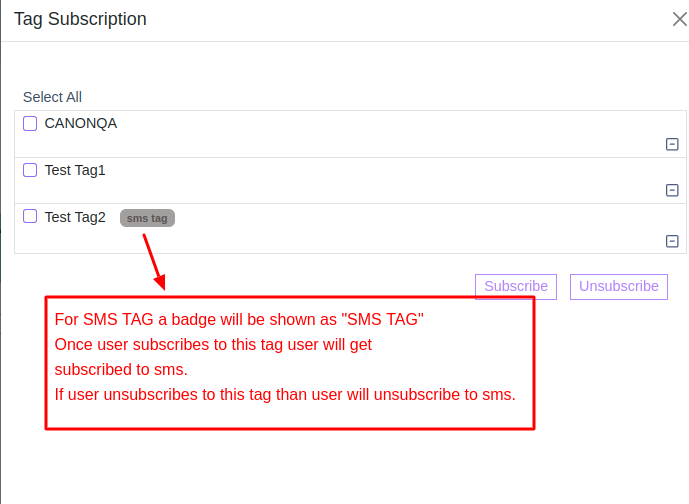 Tag Subscription
Select All
CANONQA
Test Tag1
Test Tag2 sms tag
Subscribe Unsubscribe
For SMS TAG a badge will be shown as "SMS TAG"
Once user subscribes to this tag user will get
subscribed to sms.
If user unsubscribes to this tag than user will unsubscribe to sms.